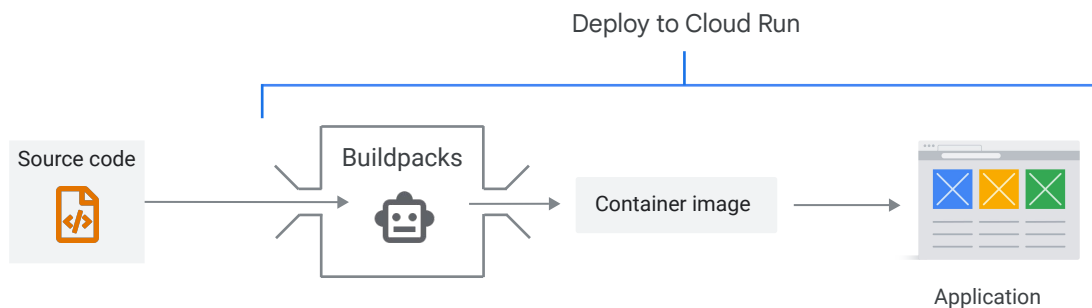 Deploy to Cloud Run
Source code
Buildpacks
Container image
Application